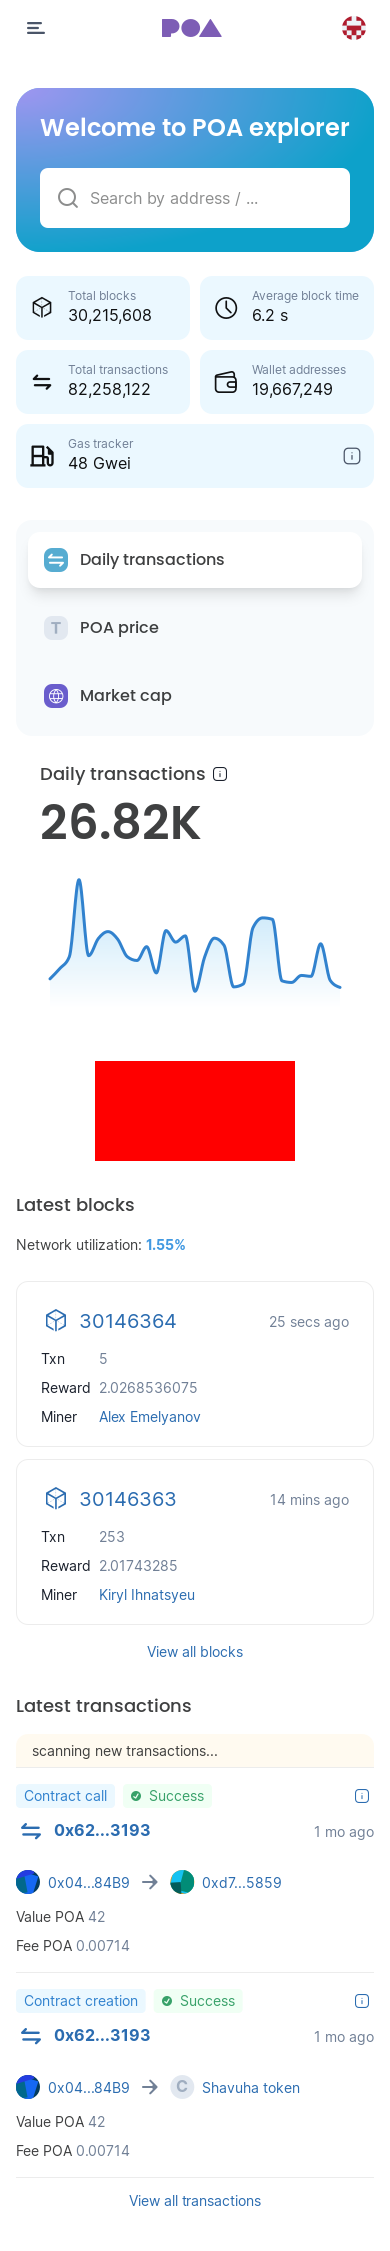 POA
Welcome to POA explorer
Search by address / ...
Total blocks
30,215,608
Average block time
6.2 s
Total transactions
82,258,122
Wallet addresses
19,667,249
Gas tracker
48 Gwei
Daily transactions
T
POA price
Market cap
Daily transactions
26.82K
Latest blocks
Network utilization: 1.55%
30146364 25 secs ago
Txn 5
Reward 2.0268536075
Miner Alex Emelyanov
30146363 14 mins ago
Txn 253
Reward 2.01743285
Miner Kiryl Ihnatsyeu
View all blocks
Latest transactions
scanning new transactions...
Contract call Success
0x62...3193 1 mo ago
0x04...84B9 0xd7...5859
Value POA 42
Fee POA 0.00714
Contract creation Success
0x62...3193 1 mo ago
0x04...84B9 C Shavuha token
Value POA 42
Fee POA 0.00714
View all transactions